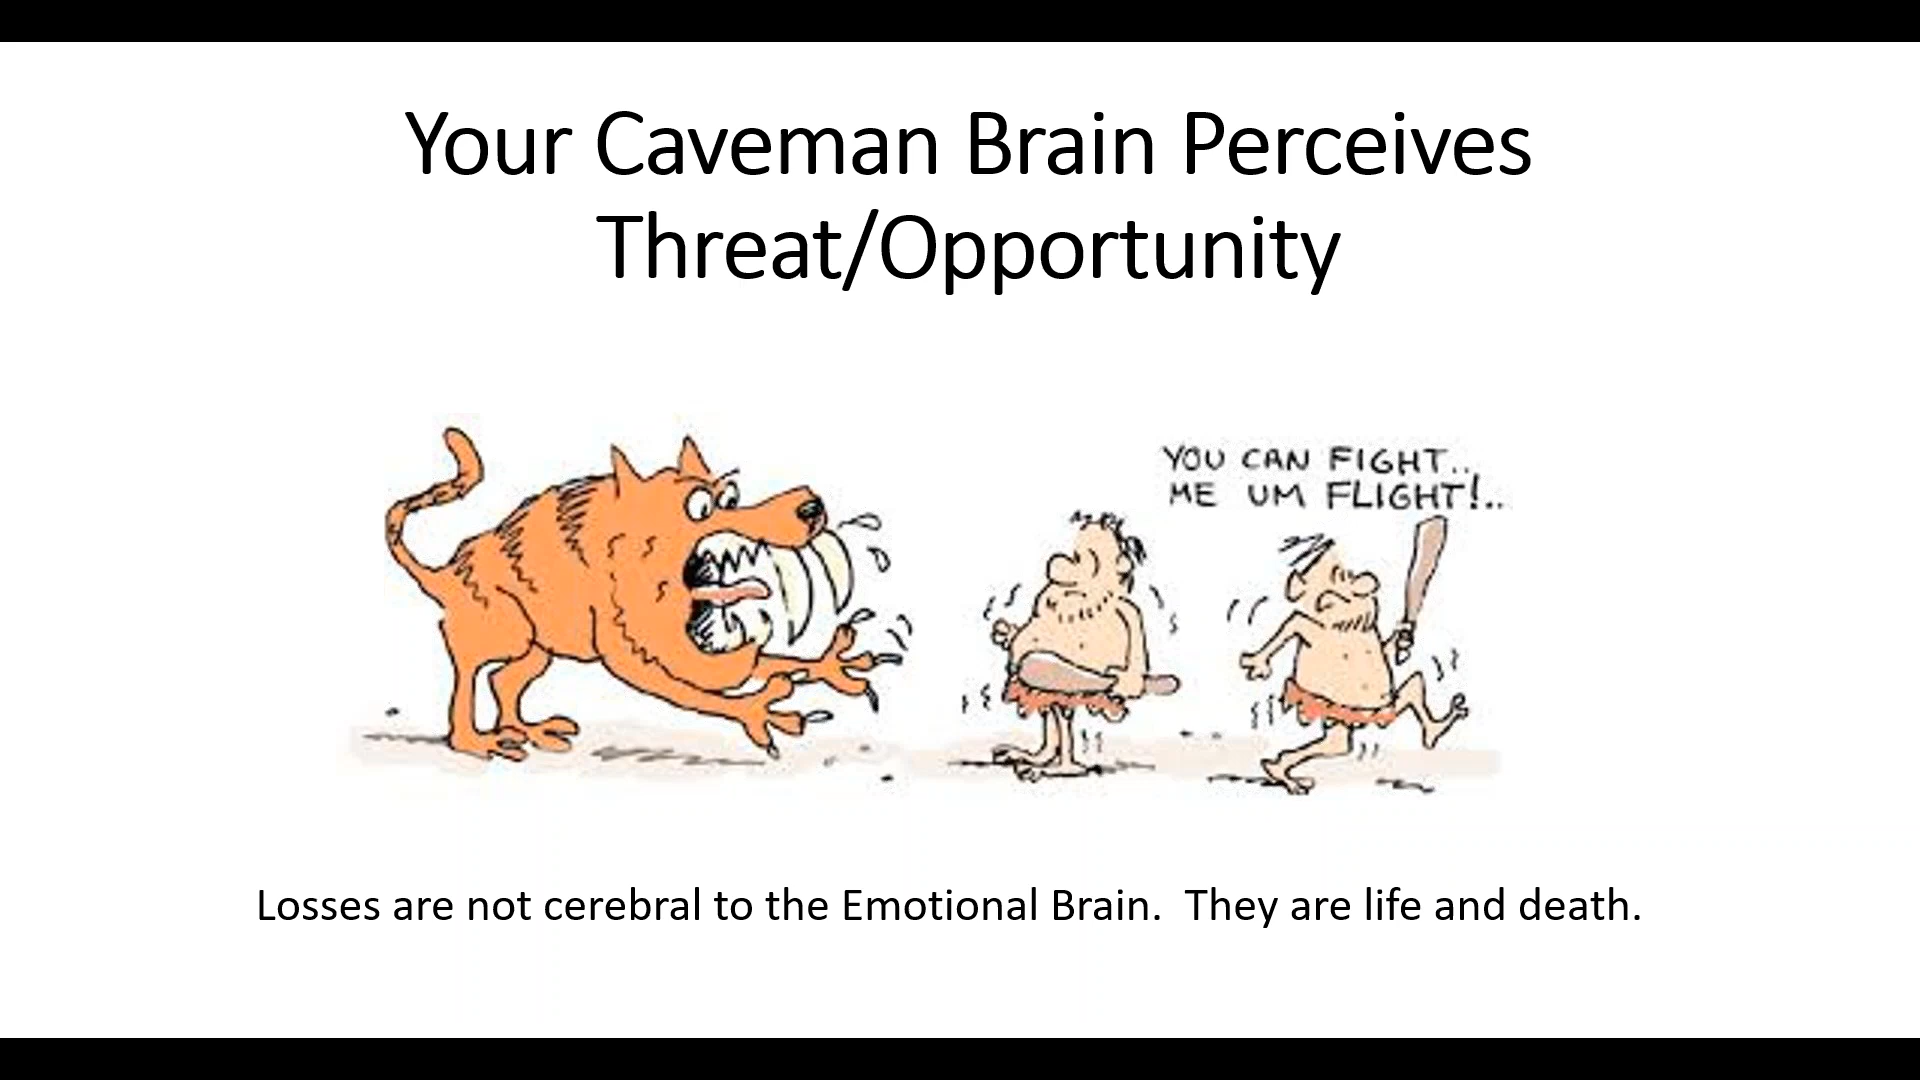 Your Caveman Brain Perceives
Threat/Opportunity
YOU CAN FIGHT..
ME UM FLIGHT!..
Losses are not cerebral to the Emotional Brain.  They are life and death.